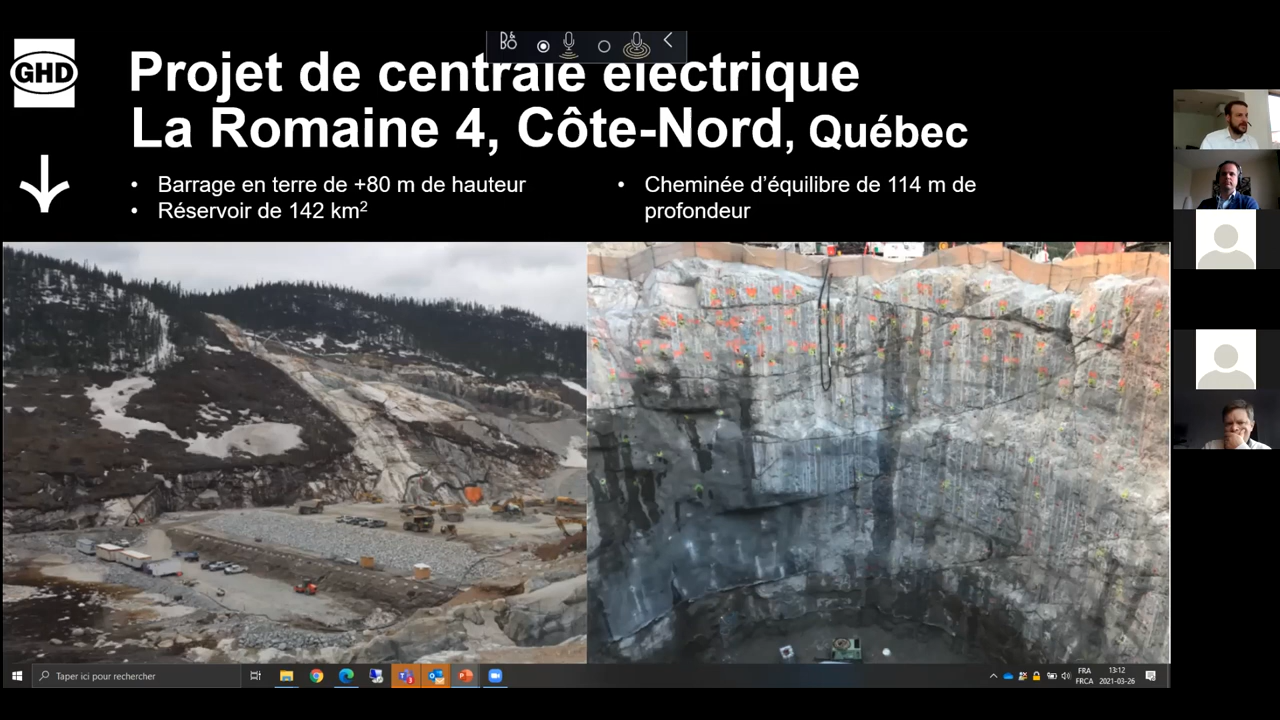 GHD
Projet de centrale électrique
La Romaine 4, Côte-Nord, Québec
• Barrage en terre de +80 m de hauteur
• Réservoir de 142 km²
• Cheminée d’équilibre de 114 m de
profondeur
Taper ici pour rechercher
FRA
FRCA
13:12
2021-03-26